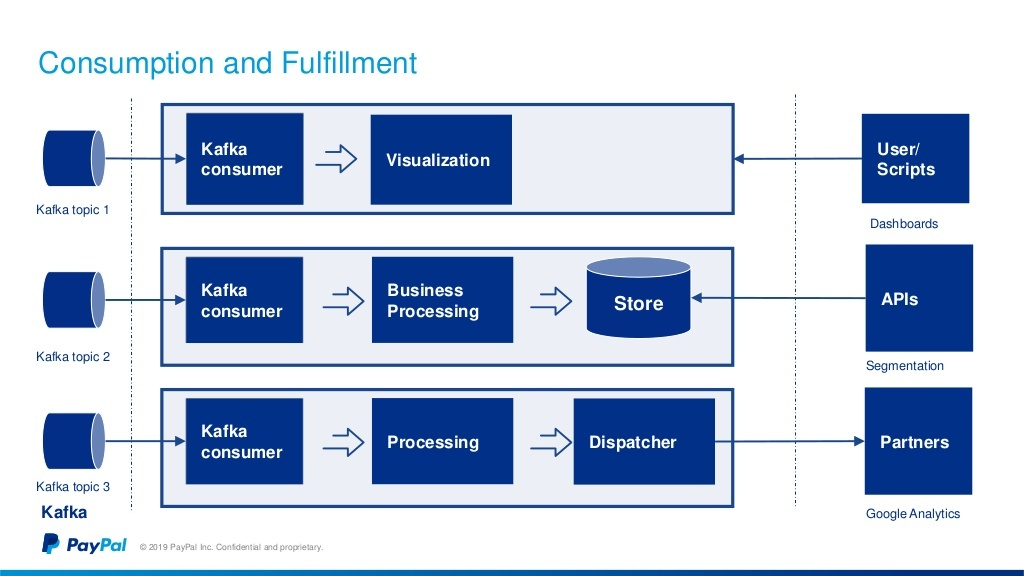 Consumption and Fulfillment
Kafka
consumer
Visualization
User/
Scripts
Kafka topic 1
Dashboards
Kafka
consumer
Business
Processing
Store
APIs
Kafka topic 2
Segmentation
Kafka
consumer
Processing
Dispatcher
Partners
Kafka topic 3
Kafka
Google Analytics
PayPal
© 2019 PayPal Inc. Confidential and proprietary.